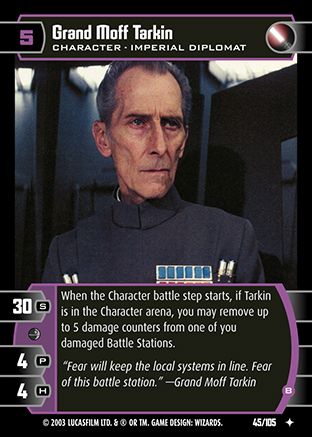 5
Grand Moff Tarkin
CHARACTER • IMPERIAL DIPLOMAT
30 S
When the Character battle step starts, if Tarkin
is in the Character arena, you may remove up
to 5 damage counters from one of you
damaged Battle Stations.
4 P
“Fear will keep the local systems in line. Fear
of this battle station.” —Grand Moff Tarkin
4 H
B
© 2003 LUCASFILM LTD. & ® OR TM. GAME DESIGN: WIZARDS.
45/105